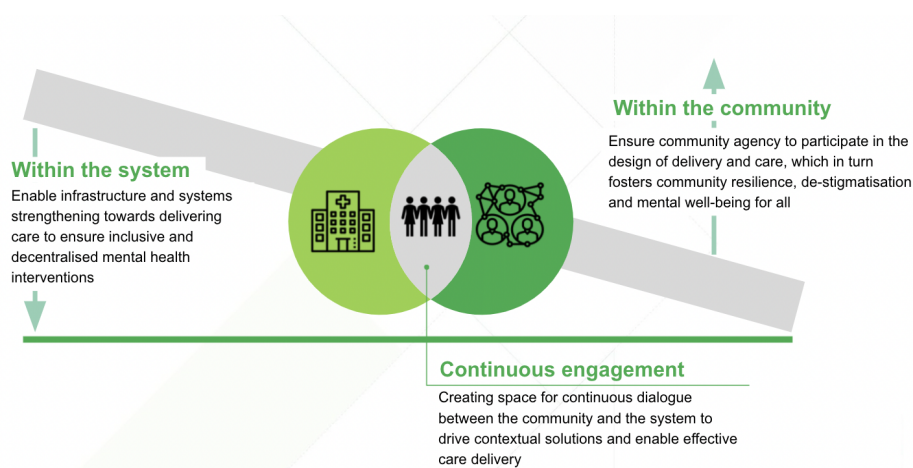 Within the system
Enable infrastructure and systems
strengthening towards delivering
care to ensure inclusive and
decentralised mental health
interventions
Within the community
Ensure community agency to participate in the
design of delivery and care, which in turn
fosters community resilience, de-stigmatisation
and mental well-being for all
Continuous engagement
Creating space for continuous dialogue
between the community and the system to
drive contextual solutions and enable effective
care delivery